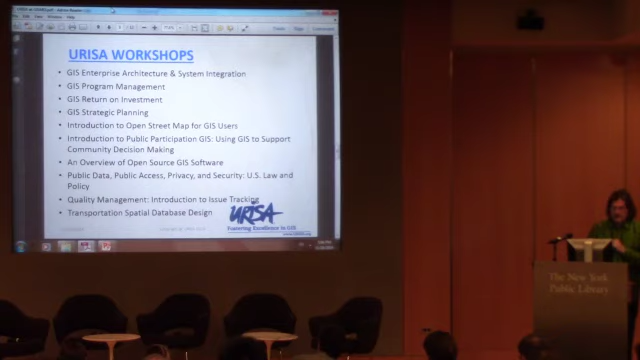 URISA WORKSHOPS
• GIS Enterprise Architecture & System Integration
• GIS Program Management
• GIS Return on Investment
• GIS Strategic Planning
• Introduction to Open Street Map for GIS Users
• Introduction to Public Participation GIS: Using GIS to Support
Community Decision Making
• An Overview of Open Source GIS Software
• Public Data, Public Access, Privacy, and Security: U.S. Law and
Policy
• Quality Management: Introduction to Issue Tracking
• Transportation Spatial Database Design
URISA
Fostering Excellence in GIS
The New York
Public Library